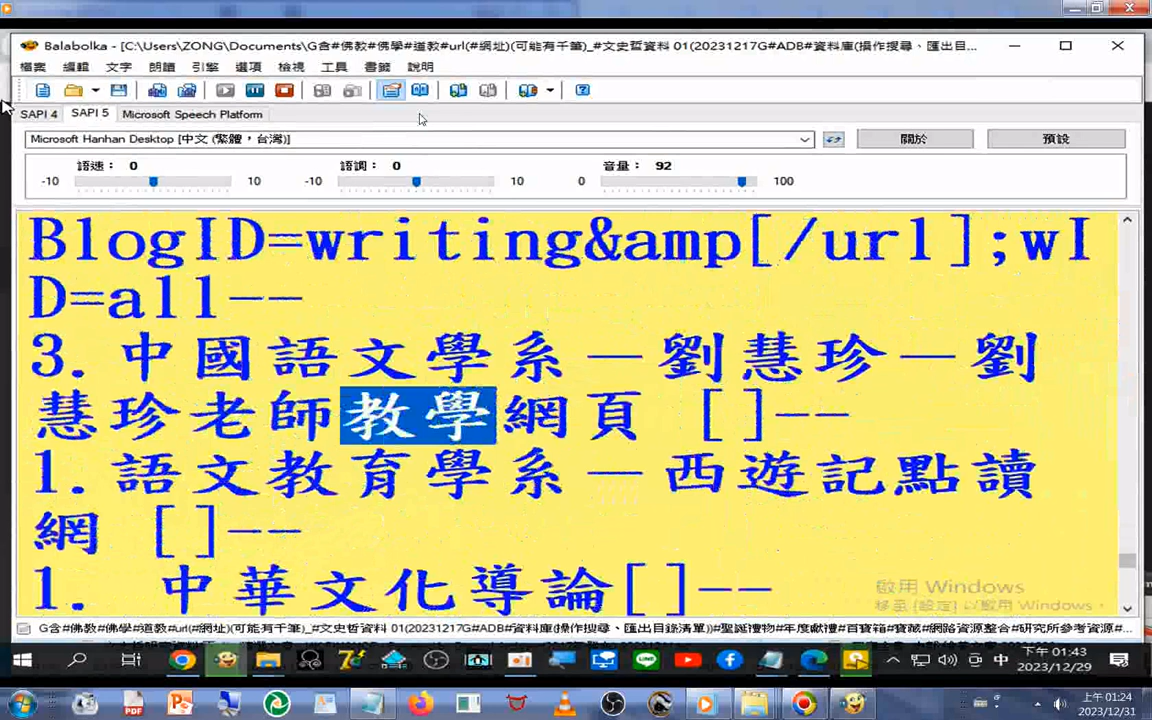 Balabolka - [C:\Users\ZONG\Documents\G含#佛教#佛學#道教#url(#網址)(可能有千筆)_#文史哲資料 01(20231217G#ADB#資料庫(操作搜尋、匯出目...
檔案 編輯 文字 朗讀 引擎 選項 檢視 工具 書籤 說明
SAPI 4 SAPI 5 Microsoft Speech Platform
Microsoft Hanhan Desktop [中文 (繁體，台灣)] 關於 預設
語速： 0 語調： 0 音量： 92
-10 10 -10 10 0 100
BlogID=writing&amp[/url];wI
D=all--
3. 中國語文學系－劉慧珍－劉
慧珍老師教學網頁 []--
1. 語文教育學系－西遊記點讀
網 []--
1. 中華文化導論[]--
啟用 Windows
移至 [設定] 以啟用 Windows。
G含#佛教#佛學#道教#url(#網址)(可能有千筆)_#文史哲資料 01(20231217G#ADB#資料庫(操作搜尋、匯出目錄清單))#聖誕禮物#年度獻禮#百寶箱#寶藏#網路資源整合#研究所參考資源#...
中 下午 01:43
2023/12/29
上午 01:24
2023/12/31